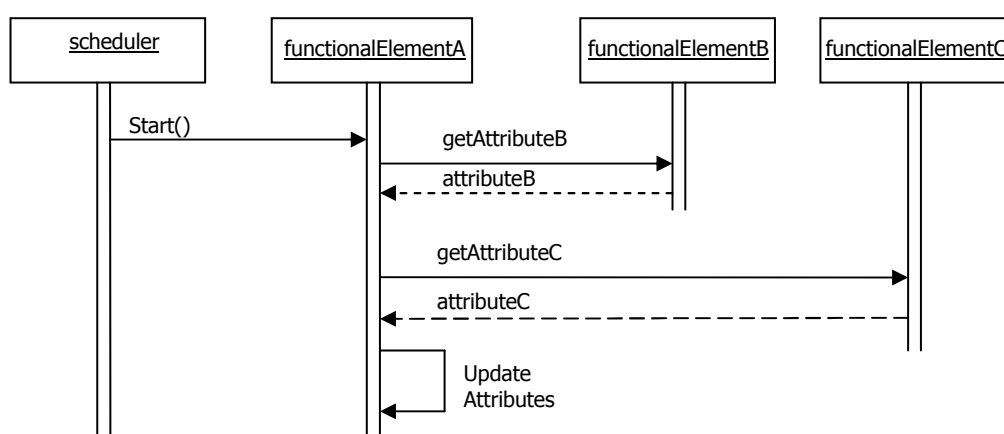 scheduler
functionalElementA
functionalElementB
functionalElementC
Start()
getAttributeB
attributeB
getAttributeC
attributeC
Update
Attributes